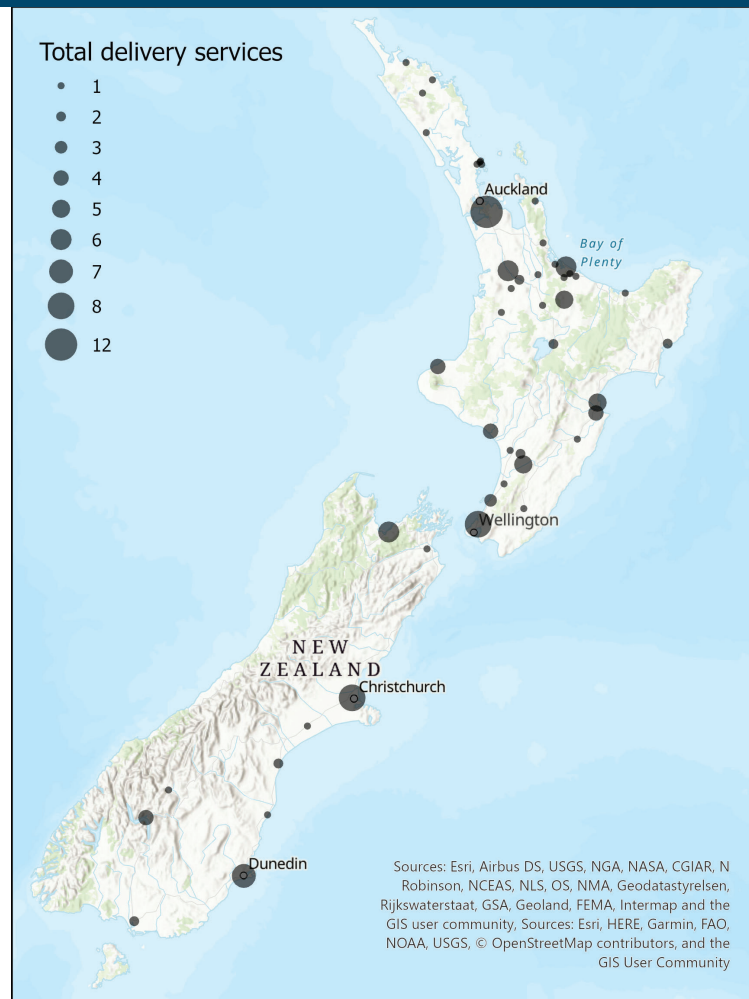 Total delivery services
1
2
3
4
5
6
7
8
12
Auckland
Bay of
Plenty
Wellington
NEW
ZEALAND
Christchurch
Dunedin
Sources: Esri, Airbus DS, USGS, NGA, NASA, CGIAR, N
Robinson, NCEAS, NLS, OS, NMA, Geodatastyrelsen,
Rijkswaterstaat, GSA, Geoland, FEMA, Intermap and the
GIS user community, Sources: Esri, HERE, Garmin, FAO,
NOAA, USGS, © OpenStreetMap contributors, and the
GIS User Community